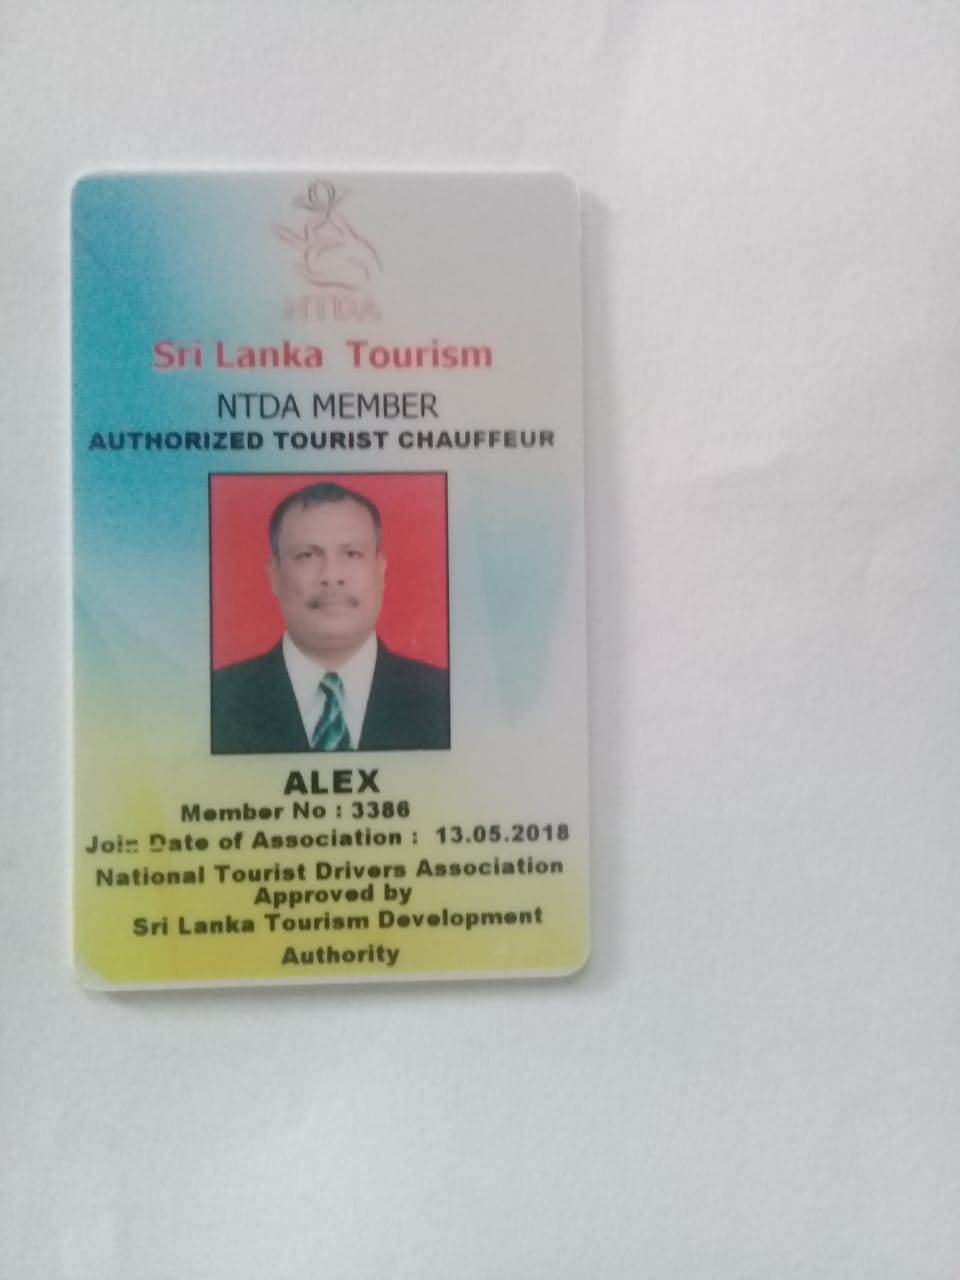 NTDA
Sri Lanka Tourism
NTDA MEMBER
AUTHORIZED TOURIST CHAUFFEUR
ALEX
Member No : 3386
Join Date of Association : 13.05.2018
National Tourist Drivers Association
Approved by
Sri Lanka Tourism Development
Authority